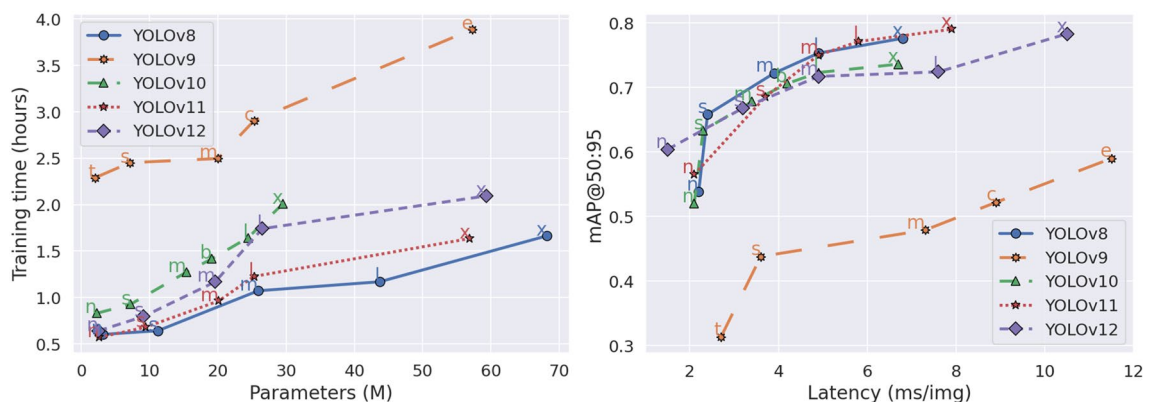 4.0
3.5
3.0
2.5
2.0
1.5
1.0
0.5
Training time (hours)
YOLOv8
YOLOv9
YOLOv10
YOLOv11
YOLOv12
t
s
m
c
e
n
s
m
b
l
x
n
s
m
l
x
s
m
l
x
m
l
x
0 10 20 30 40 50 60 70
Parameters (M)
0.8
0.7
0.6
0.5
0.4
0.3
mAP@50:95
n
s
m
l
x
n
s
m
b
x
n
s
m
l
x
n
m
l
x
t
s
m
c
e
YOLOv8
YOLOv9
YOLOv10
YOLOv11
YOLOv12
2 4 6 8 10 12
Latency (ms/img)